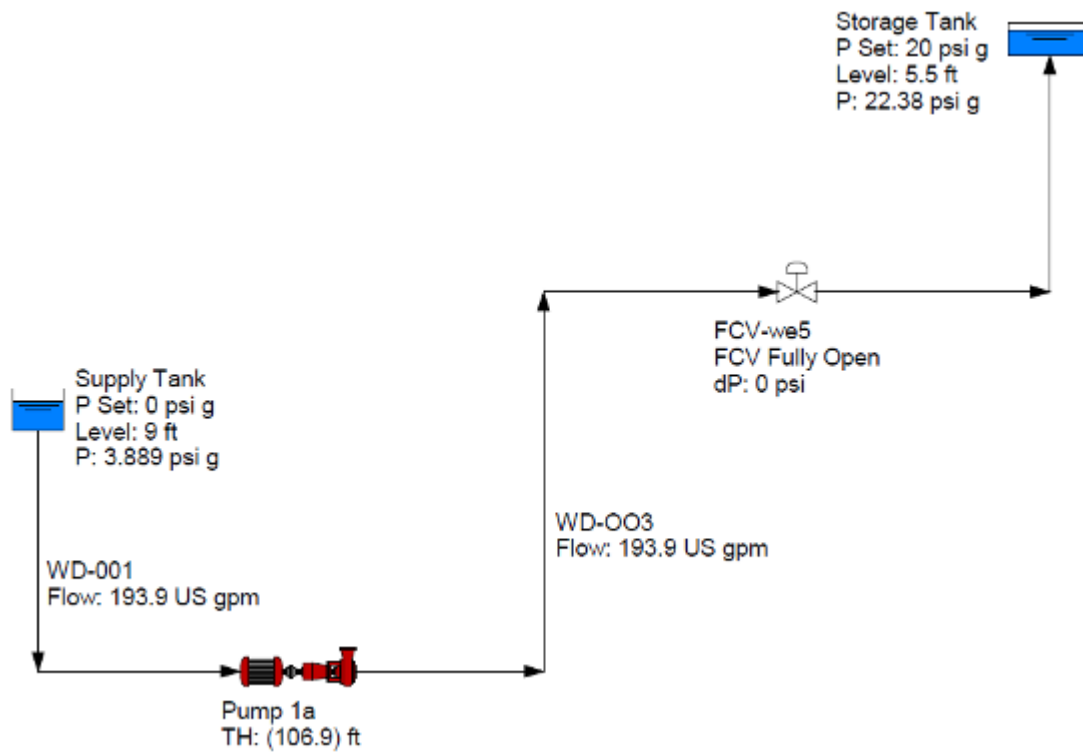 Storage Tank
P Set: 20 psi g
Level: 5.5 ft
P: 22.38 psi g
FCV-we5
FCV Fully Open
dP: 0 psi
Supply Tank
P Set: 0 psi g
Level: 9 ft
P: 3.889 psi g
WD-OO3
Flow: 193.9 US gpm
WD-001
Flow: 193.9 US gpm
Pump 1a
TH: (106.9) ft